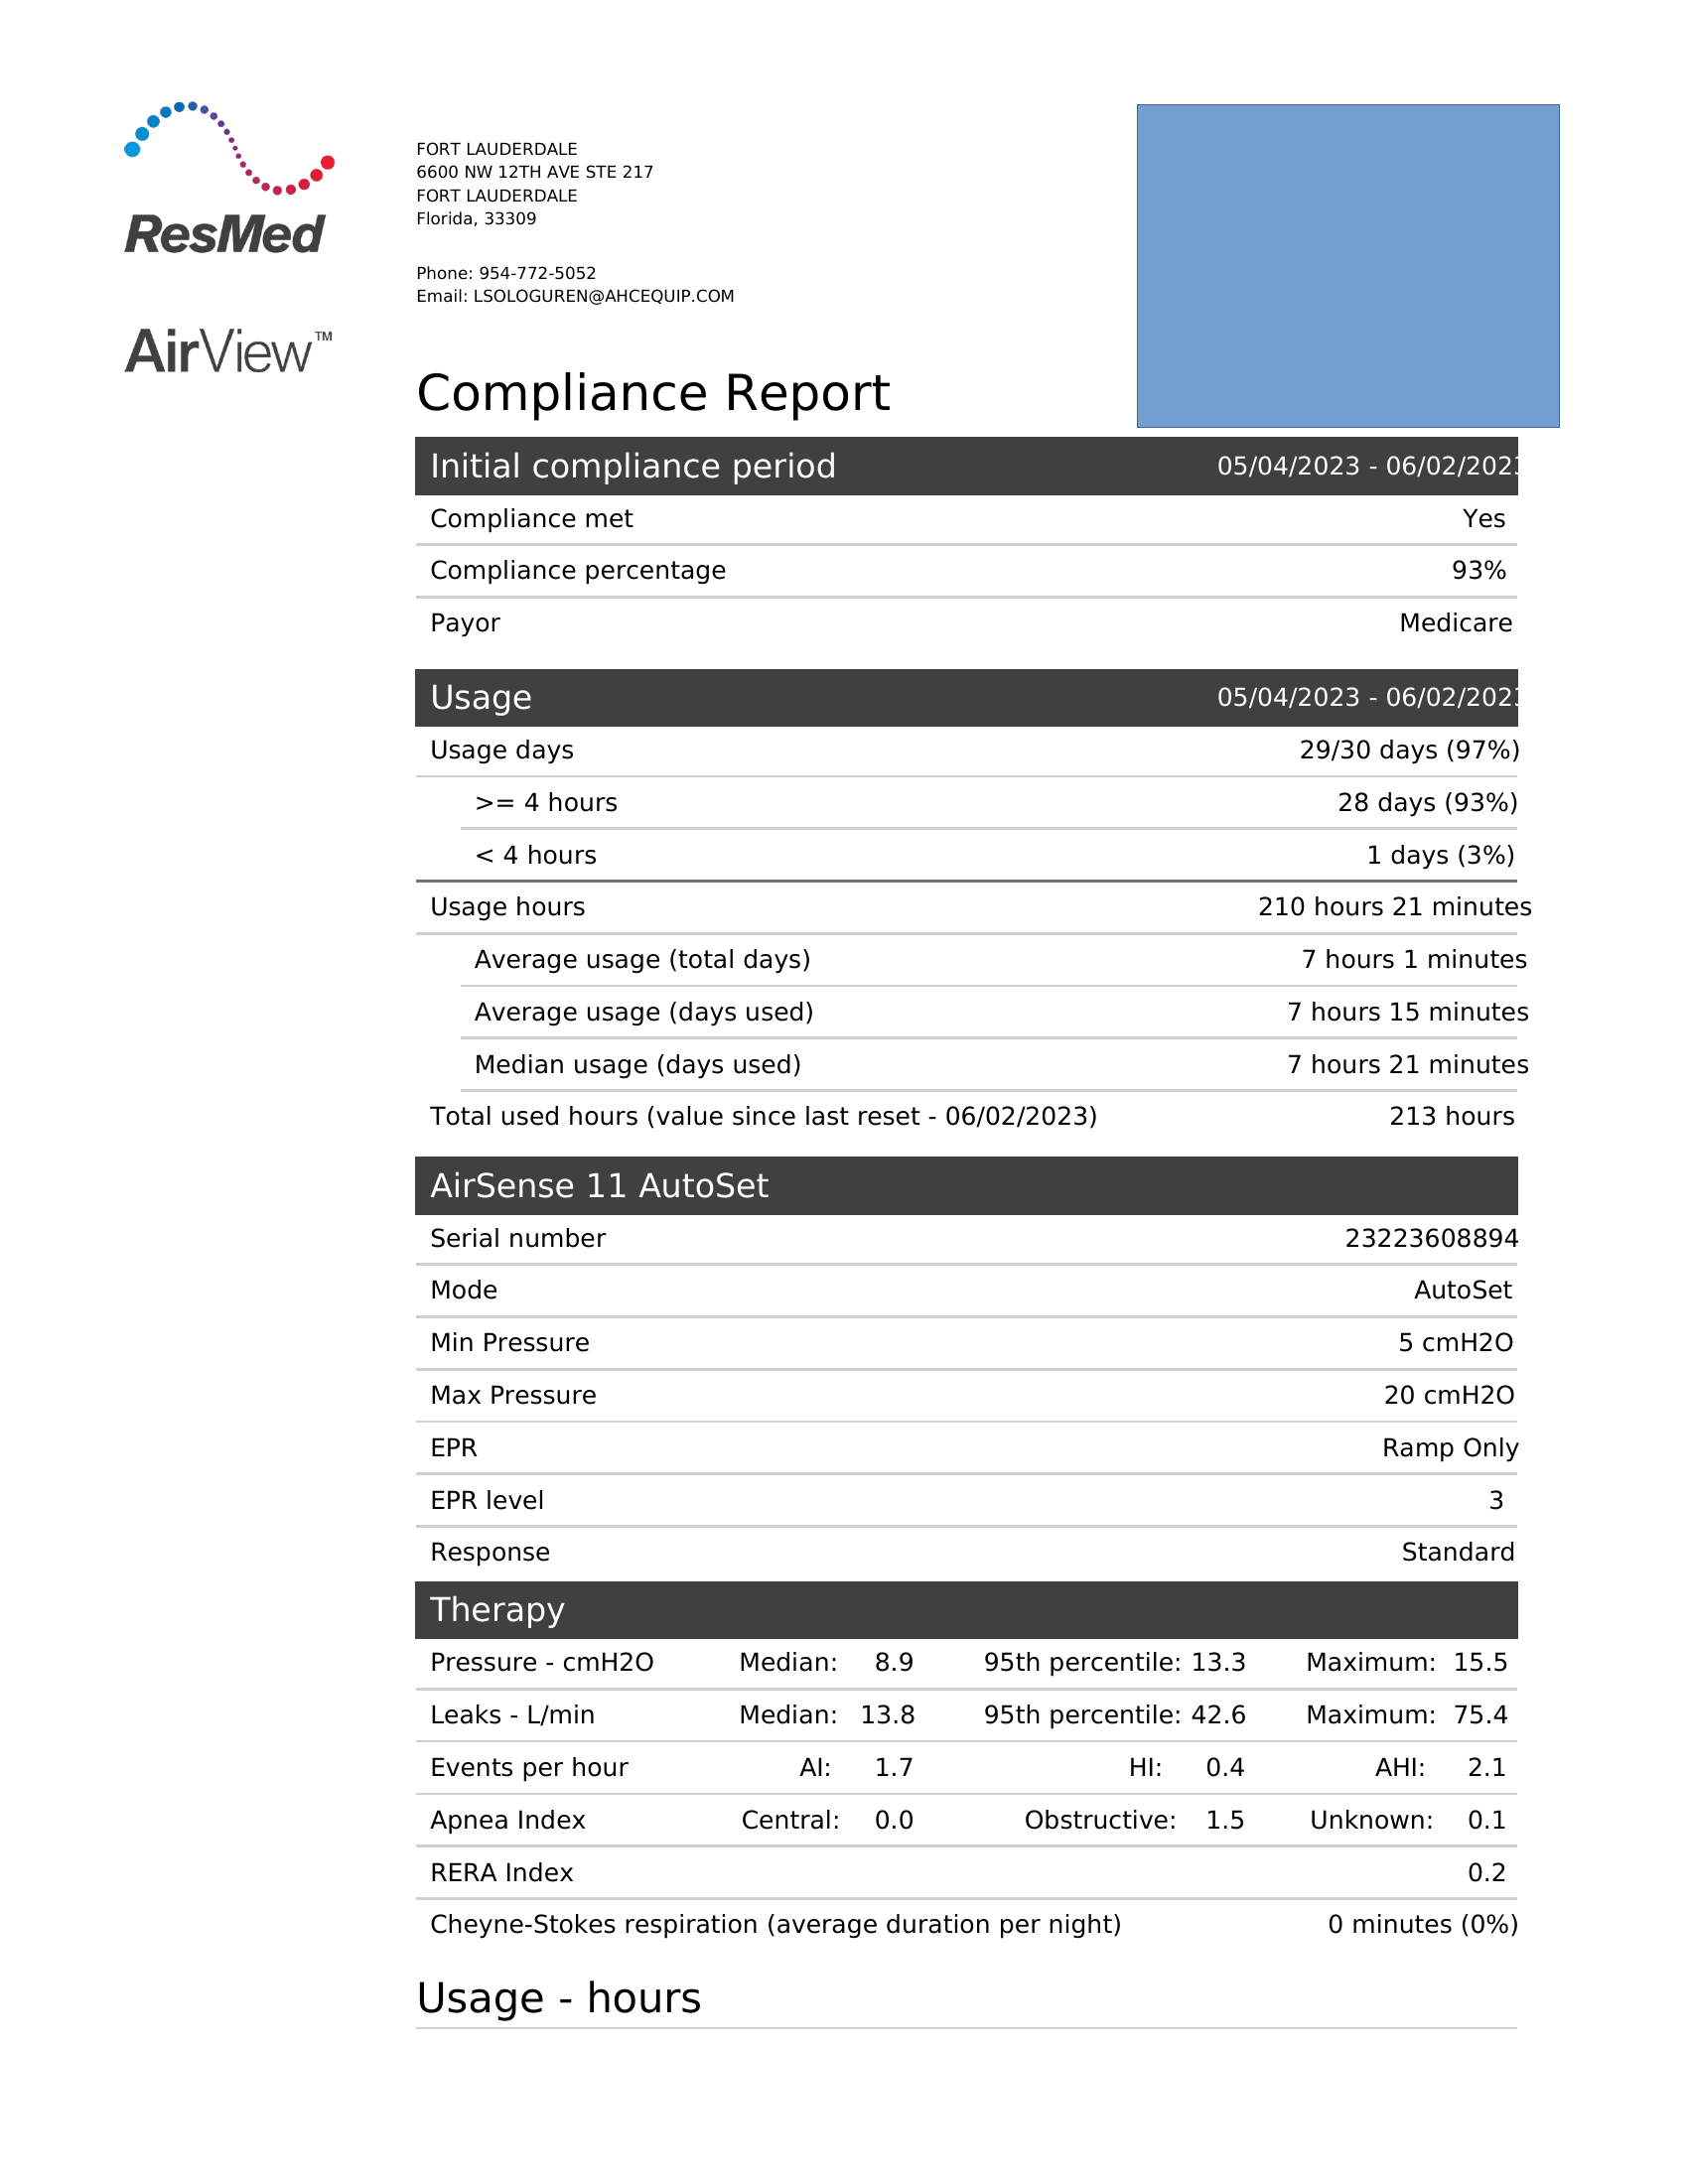 ResMed
AirView™
FORT LAUDERDALE
6600 NW 12TH AVE STE 217
FORT LAUDERDALE
Florida, 33309
Phone: 954-772-5052
Email: LSOLOGUREN@AHCEQUIP.COM
Compliance Report
Initial compliance period 05/04/2023 - 06/02/2023
Compliance met Yes
Compliance percentage 93%
Payor Medicare
Usage 05/04/2023 - 06/02/2023
Usage days 29/30 days (97%)
>= 4 hours 28 days (93%)
< 4 hours 1 days (3%)
Usage hours 210 hours 21 minutes
Average usage (total days) 7 hours 1 minutes
Average usage (days used) 7 hours 15 minutes
Median usage (days used) 7 hours 21 minutes
Total used hours (value since last reset - 06/02/2023) 213 hours
AirSense 11 AutoSet
Serial number 23223608894
Mode AutoSet
Min Pressure 5 cmH2O
Max Pressure 20 cmH2O
EPR Ramp Only
EPR level 3
Response Standard
Therapy
Pressure - cmH2O Median: 8.9 95th percentile: 13.3 Maximum: 15.5
Leaks - L/min Median: 13.8 95th percentile: 42.6 Maximum: 75.4
Events per hour AI: 1.7 HI: 0.4 AHI: 2.1
Apnea Index Central: 0.0 Obstructive: 1.5 Unknown: 0.1
RERA Index 0.2
Cheyne-Stokes respiration (average duration per night) 0 minutes (0%)
Usage - hours